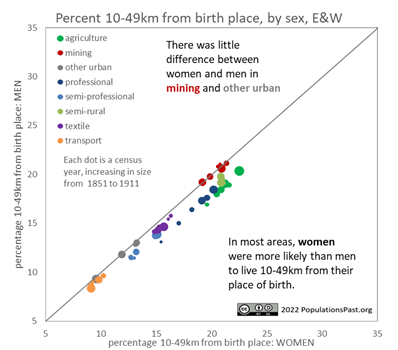 Percent 10-49km from birth place, by sex, E&W
35
30
25
20
15
10
5
percentage 10-49km from birth place: MEN
agriculture
mining
other urban
professional
semi-professional
semi-rural
textile
transport
Each dot is a census
year, increasing in size
from 1851 to 1911
There was little
difference between
women and men in
mining and other urban
In most areas, women
were more likely than men
to live 10-49km from their
place of birth.
2022 PopulationsPast.org
5
10
15
20
25
30
35
percentage 10-49km from birth place: WOMEN